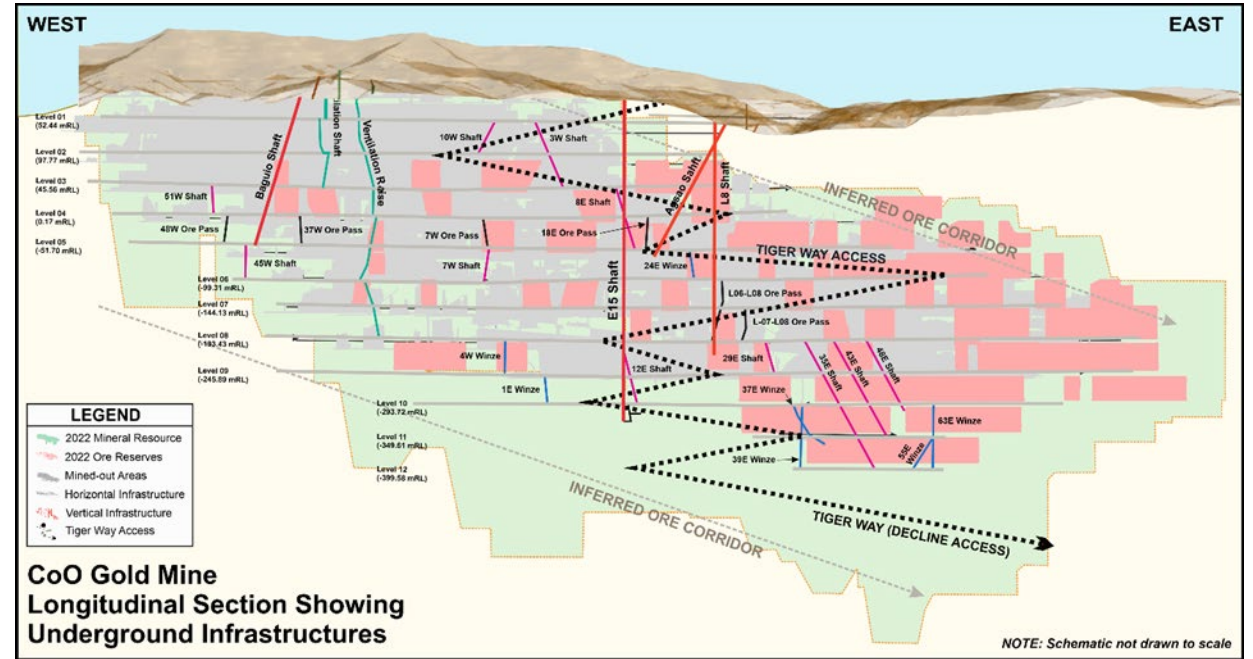 WEST
EAST
Level 01
(52.44 mRL)
Level 02
(97.77 mRL)
Level 03
(45.56 mRL)
Level 04
(0.17 mRL)
Level 05
(-51.70 mRL)
Level 06
(-99.31 mRL)
Level 07
(-144.13 mRL)
Level 08
(-193.43 mRL)
Level 09
(-245.89 mRL)
Level 10
(-293.72 mRL)
Level 11
(-349.61 mRL)
Level 12
(-399.58 mRL)
Baguio Shaft
ilation Shaft
Ventilation Raise
10W Shaft
3W Shaft
51W Shaft
48W Ore Pass
37W Ore Pass
7W Ore Pass
45W Shaft
7W Shaft
8E Shaft
18E Ore Pass
Agsao Sahft
L8 Shaft
E15 Shaft
24E Winze
TIGER WAY ACCESS
INFERRED ORE CORRIDOR
L06-L08 Ore Pass
L-07-L08 Ore Pass
4W Winze
1E Winze
12E Shaft
29E Shaft
35E Shaft
43E Shaft
48E Shaft
37E Winze
63E Winze
55E Winze
39E Winze
TIGER WAY (DECLINE ACCESS)
INFERRED ORE CORRIDOR
LEGEND
2022 Mineral Resource
2022 Ore Reserves
Mined-out Areas
Horizontal Infrastructure
Vertical Infrastructure
Tiger Way Access
CoO Gold Mine
Longitudinal Section Showing
Underground Infrastructures
NOTE: Schematic not drawn to scale